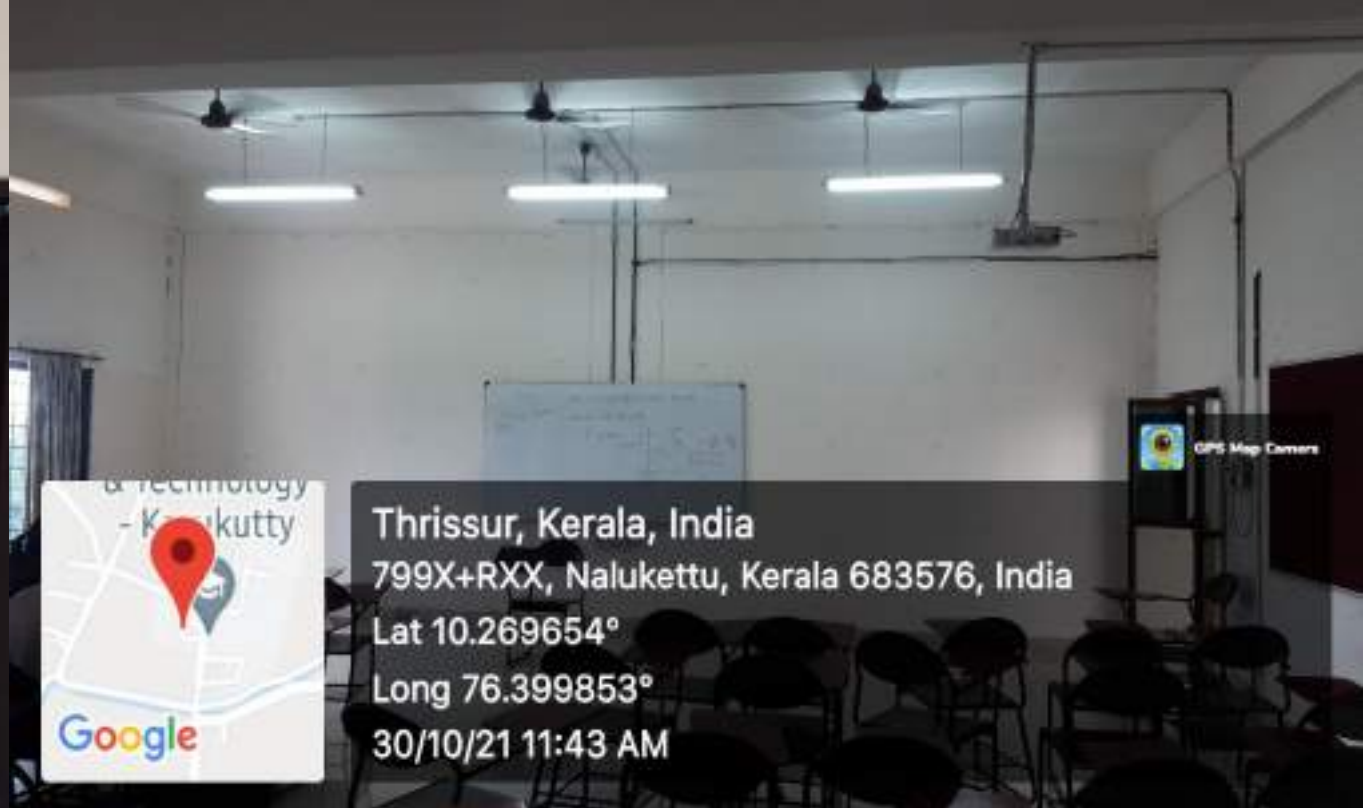 GPS Map Camera
& Technology
Thrissur, Kerala, India
799X+RXX, Nalukettu, Kerala 683576, India
Lat 10.269654°
Long 76.399853°
30/10/21 11:43 AM
Google